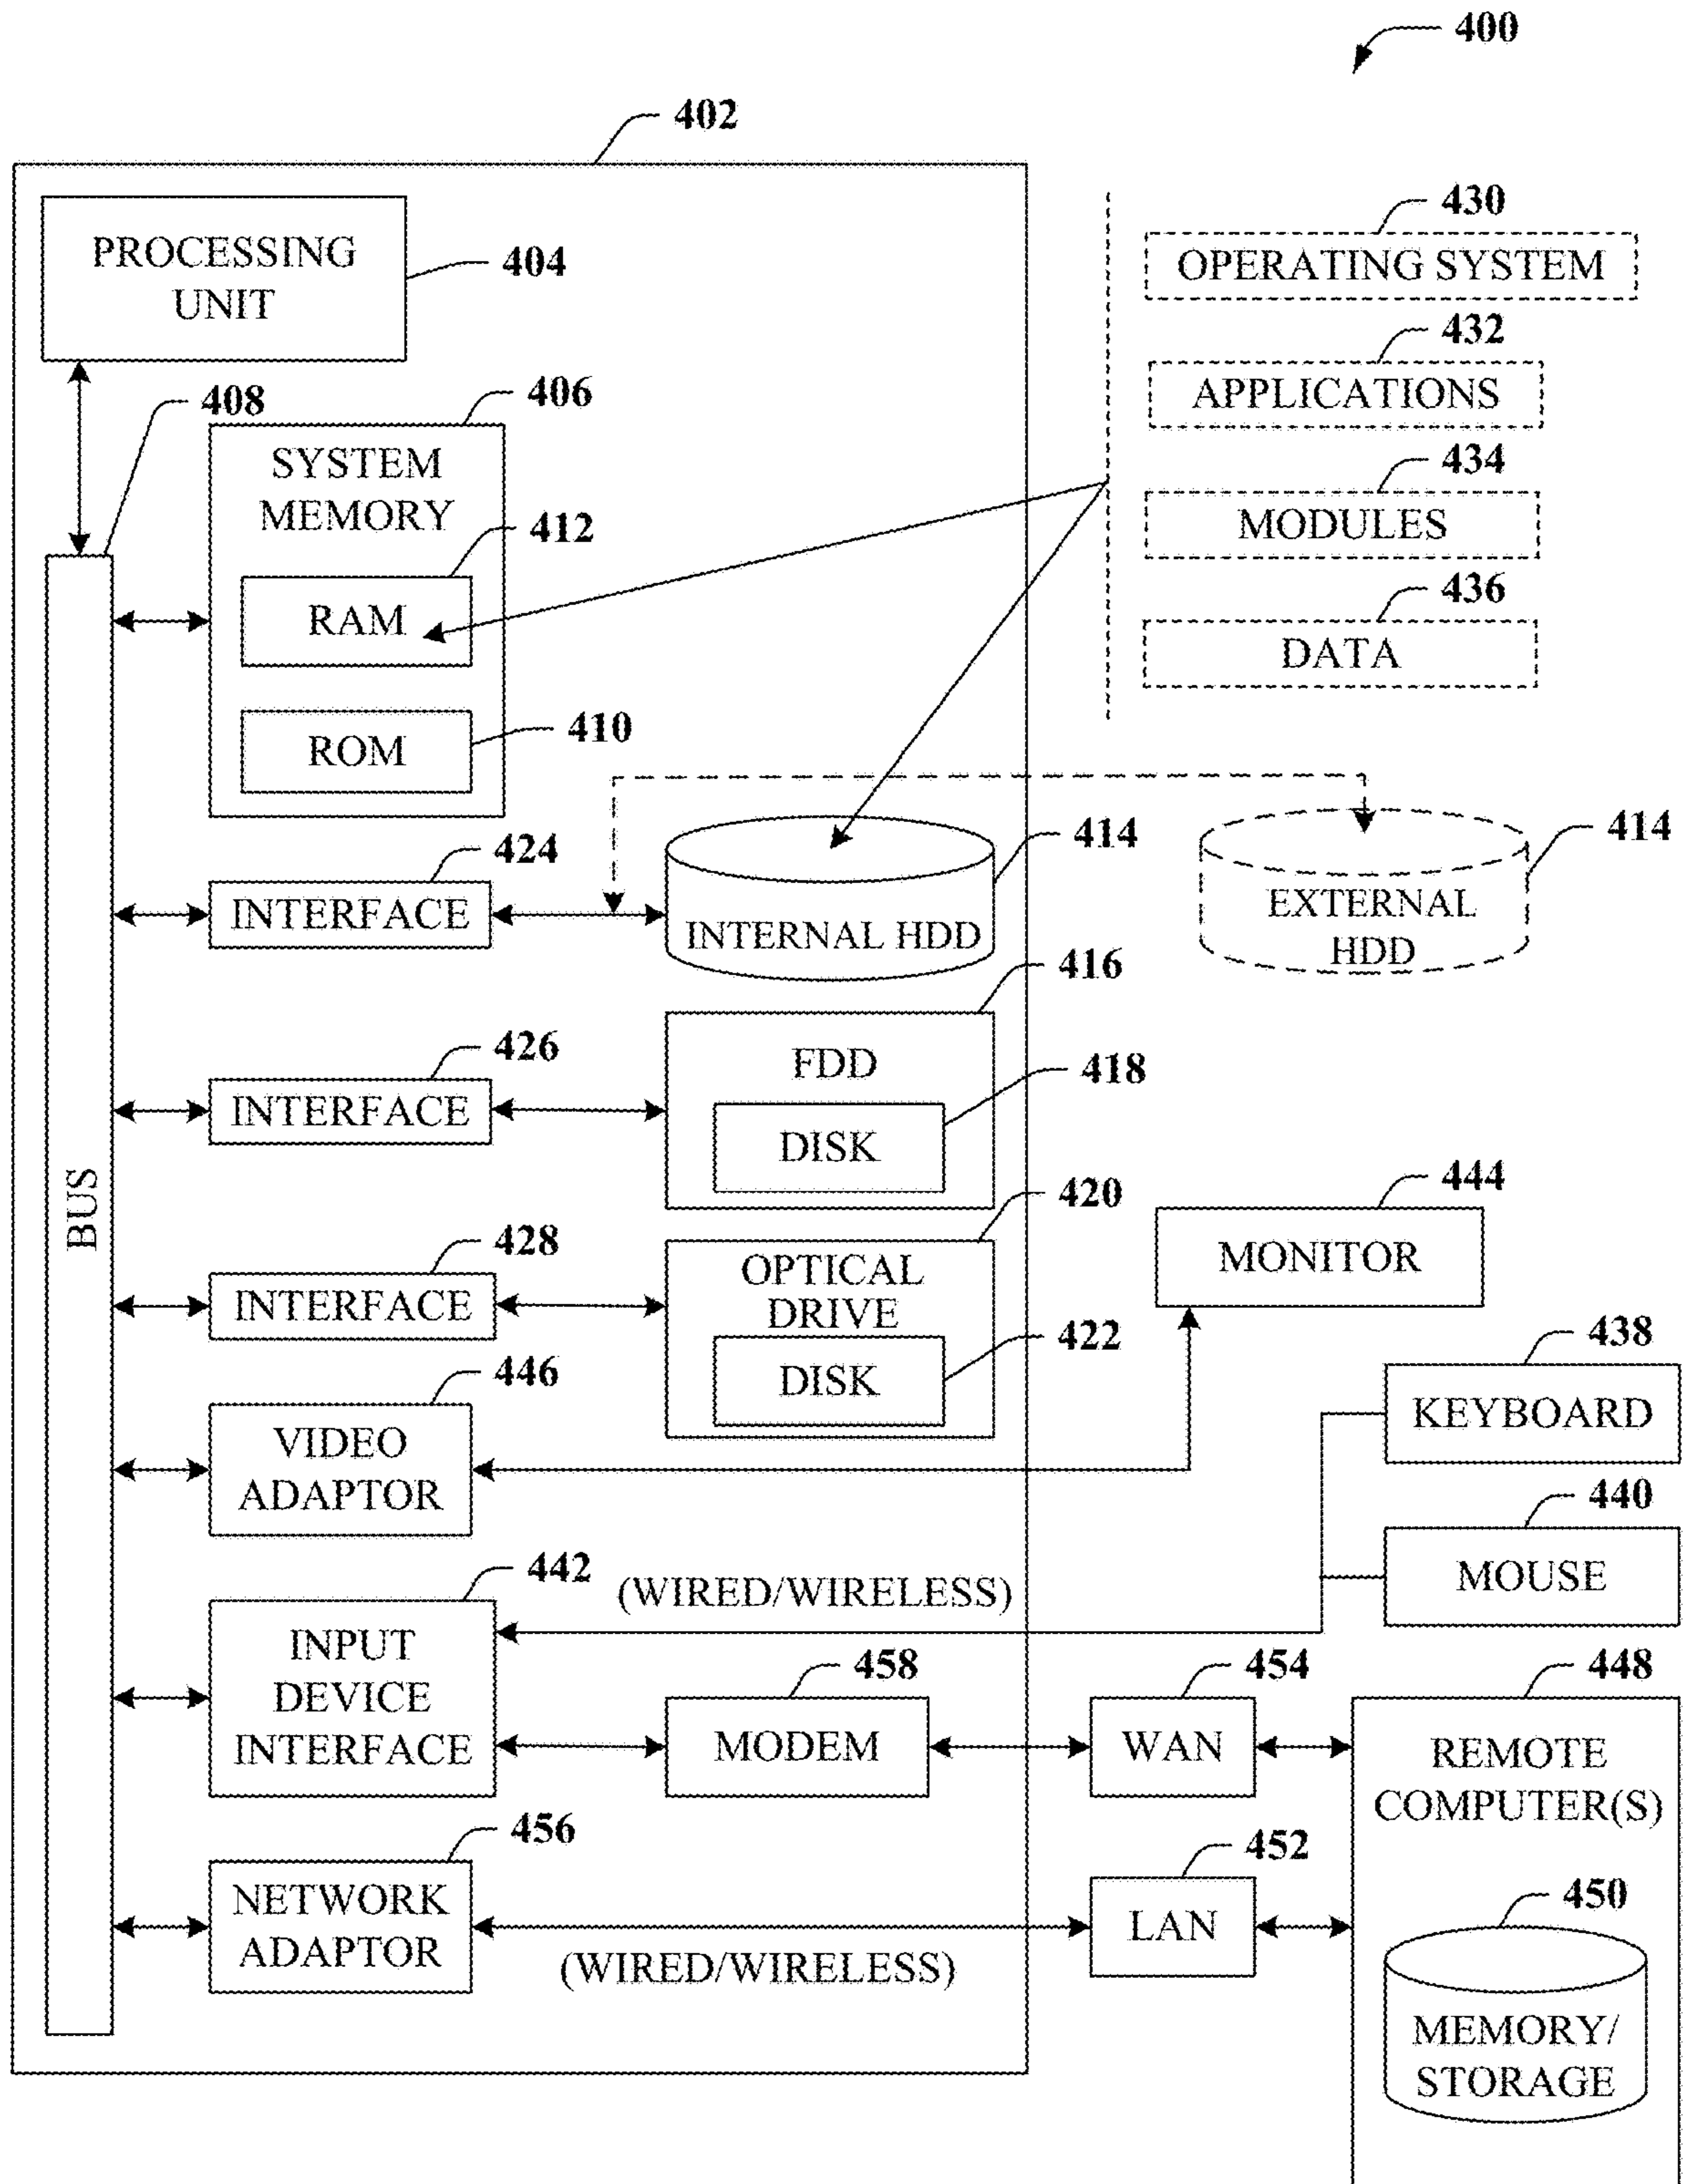 400
402
PROCESSING
UNIT
404
430
OPERATING SYSTEM
432
APPLICATIONS
434
MODULES
436
DATA
408
406
SYSTEM
MEMORY
412
RAM
410
ROM
BUS
424
INTERFACE
414
INTERNAL HDD
414
EXTERNAL
HDD
426
INTERFACE
416
FDD
418
DISK
428
INTERFACE
420
OPTICAL
DRIVE
422
DISK
444
MONITOR
446
VIDEO
ADAPTOR
438
KEYBOARD
440
MOUSE
442
INPUT
DEVICE
INTERFACE
(WIRED/WIRELESS)
458
MODEM
454
WAN
448
REMOTE
COMPUTER(S)
456
NETWORK
ADAPTOR
(WIRED/WIRELESS)
452
LAN
450
MEMORY/
STORAGE